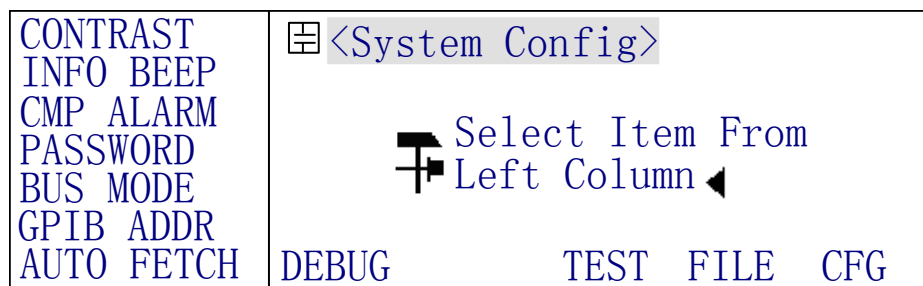 CONTRAST
INFO BEEP
CMP ALARM
PASSWORD
BUS MODE
GPIB ADDR
AUTO FETCH
<System Config>
Select Item From
Left Column
DEBUG TEST FILE CFG